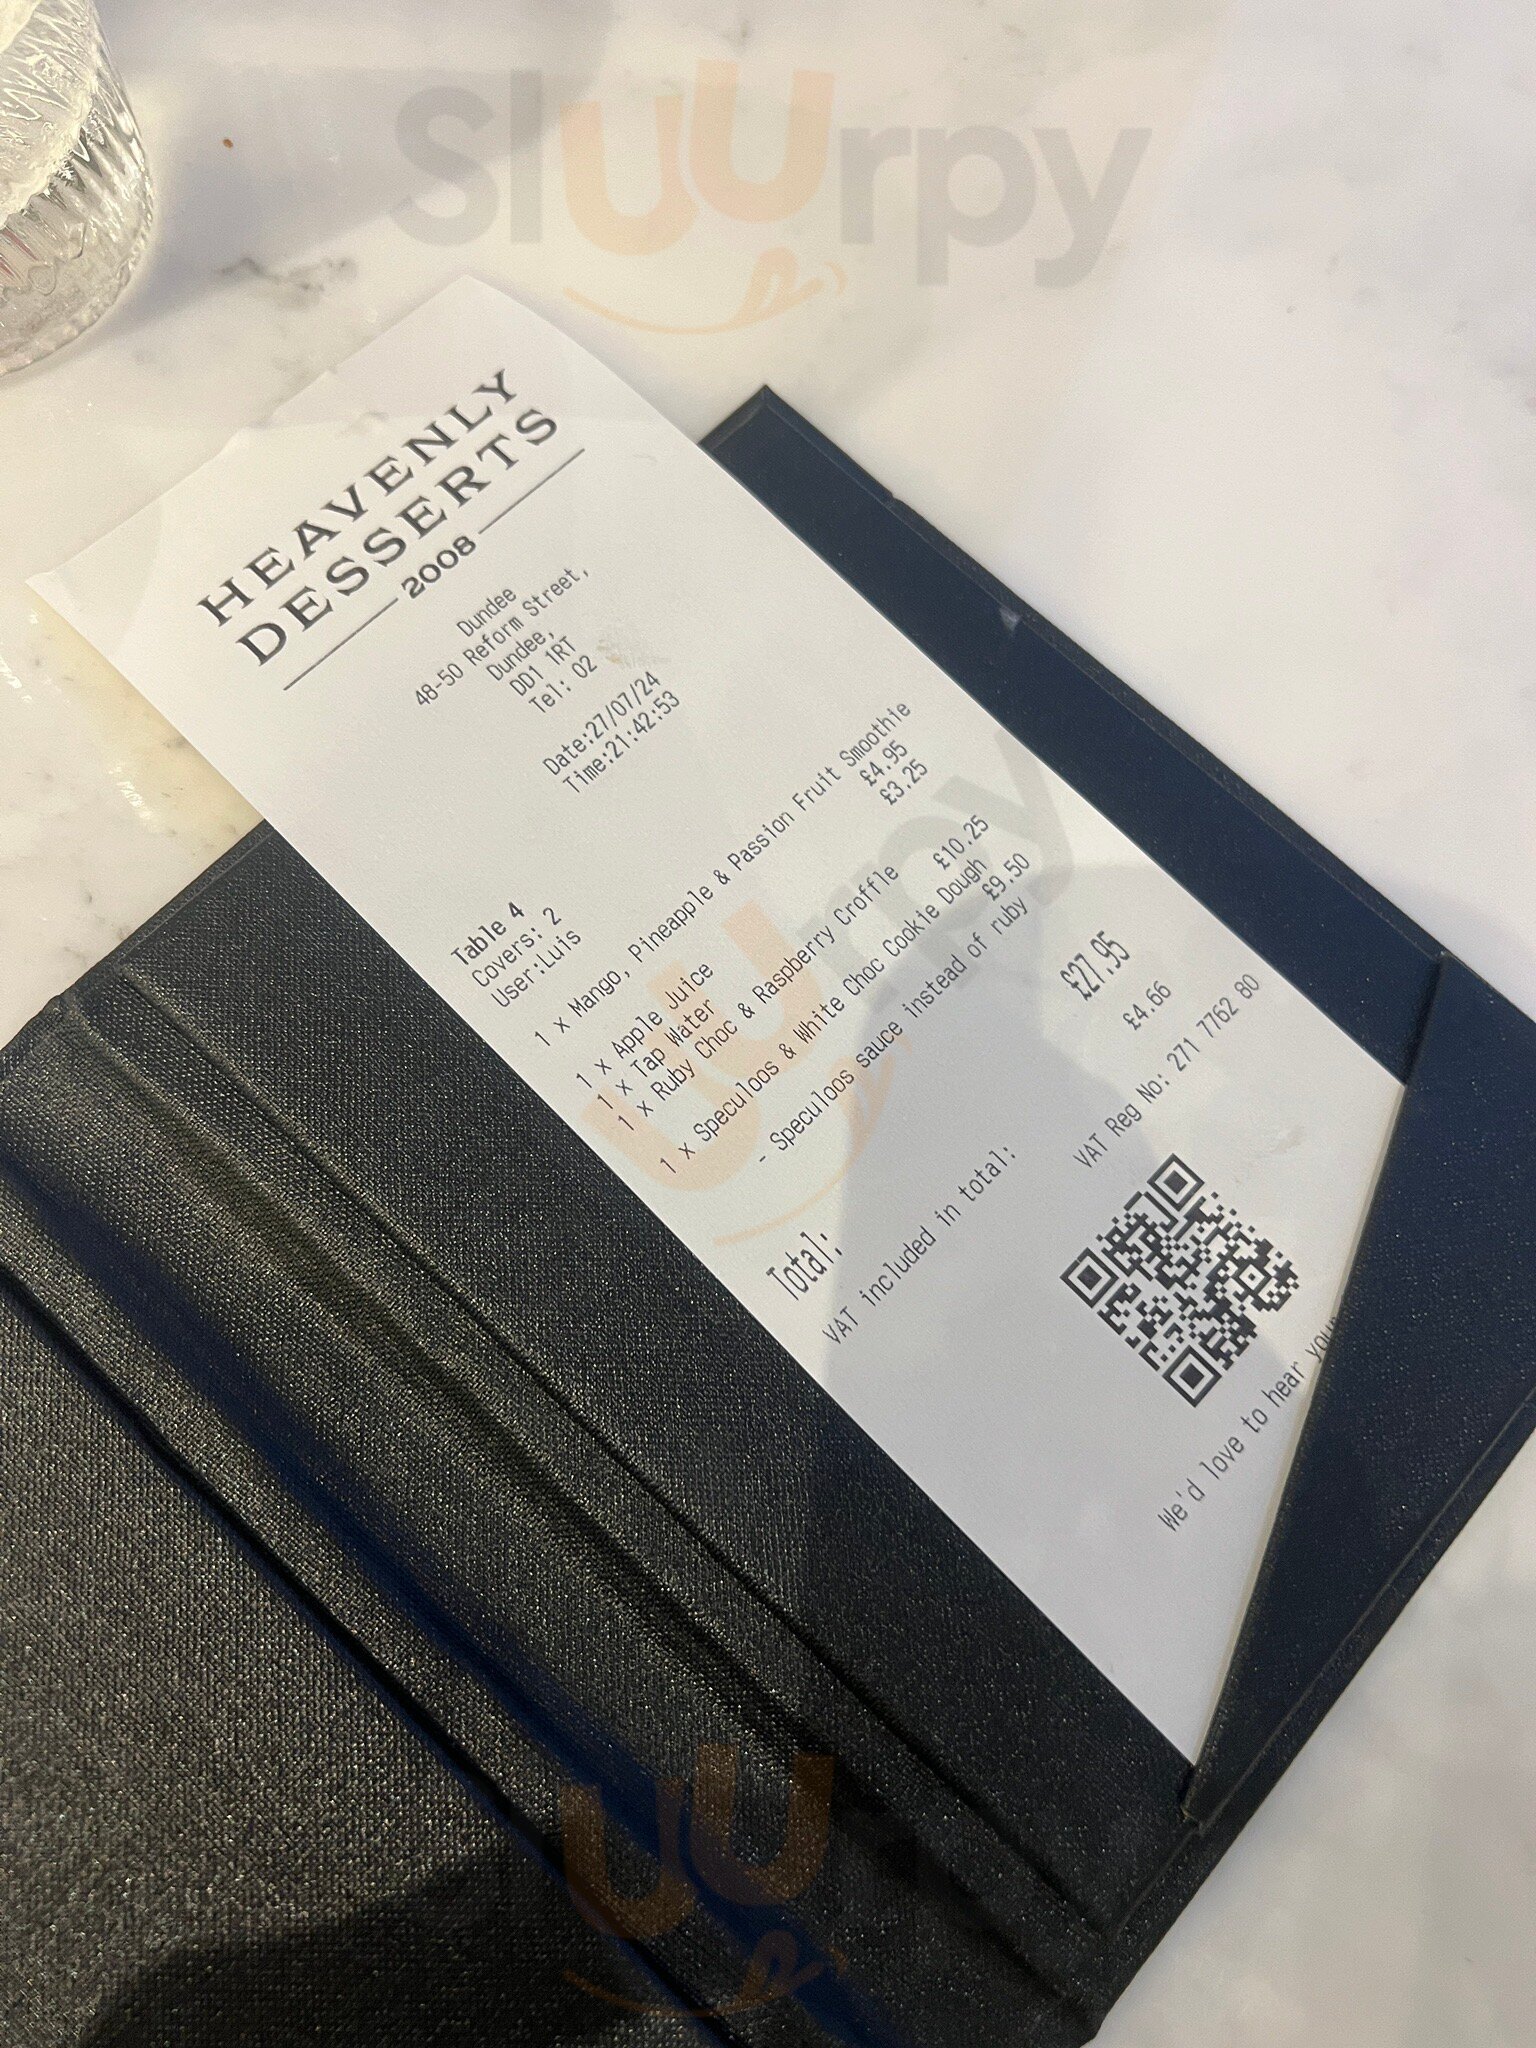 Sluurpy
HEAVENLY
DESSERTS
2008
Dundee
48-50 Reform Street,
Dundee,
DD1 1RT
Tel: 02
Date:27/07/24
Time:21:42:53
Table 4
Covers: 2
User:Luis
1 x Mango, Pineapple & Passion Fruit Smoothie
£4.95
1 x Apple Juice £3.25
1 x Tap Water
1 x Ruby Choc & Raspberry Croffle £10.25
1 x Speculoos & White Choc Cookie Dough
£9.50
- Speculoos sauce instead of ruby
Total: £27.95
VAT included in total: £4.66
VAT Reg No: 271 7762 80
We'd love to hear your